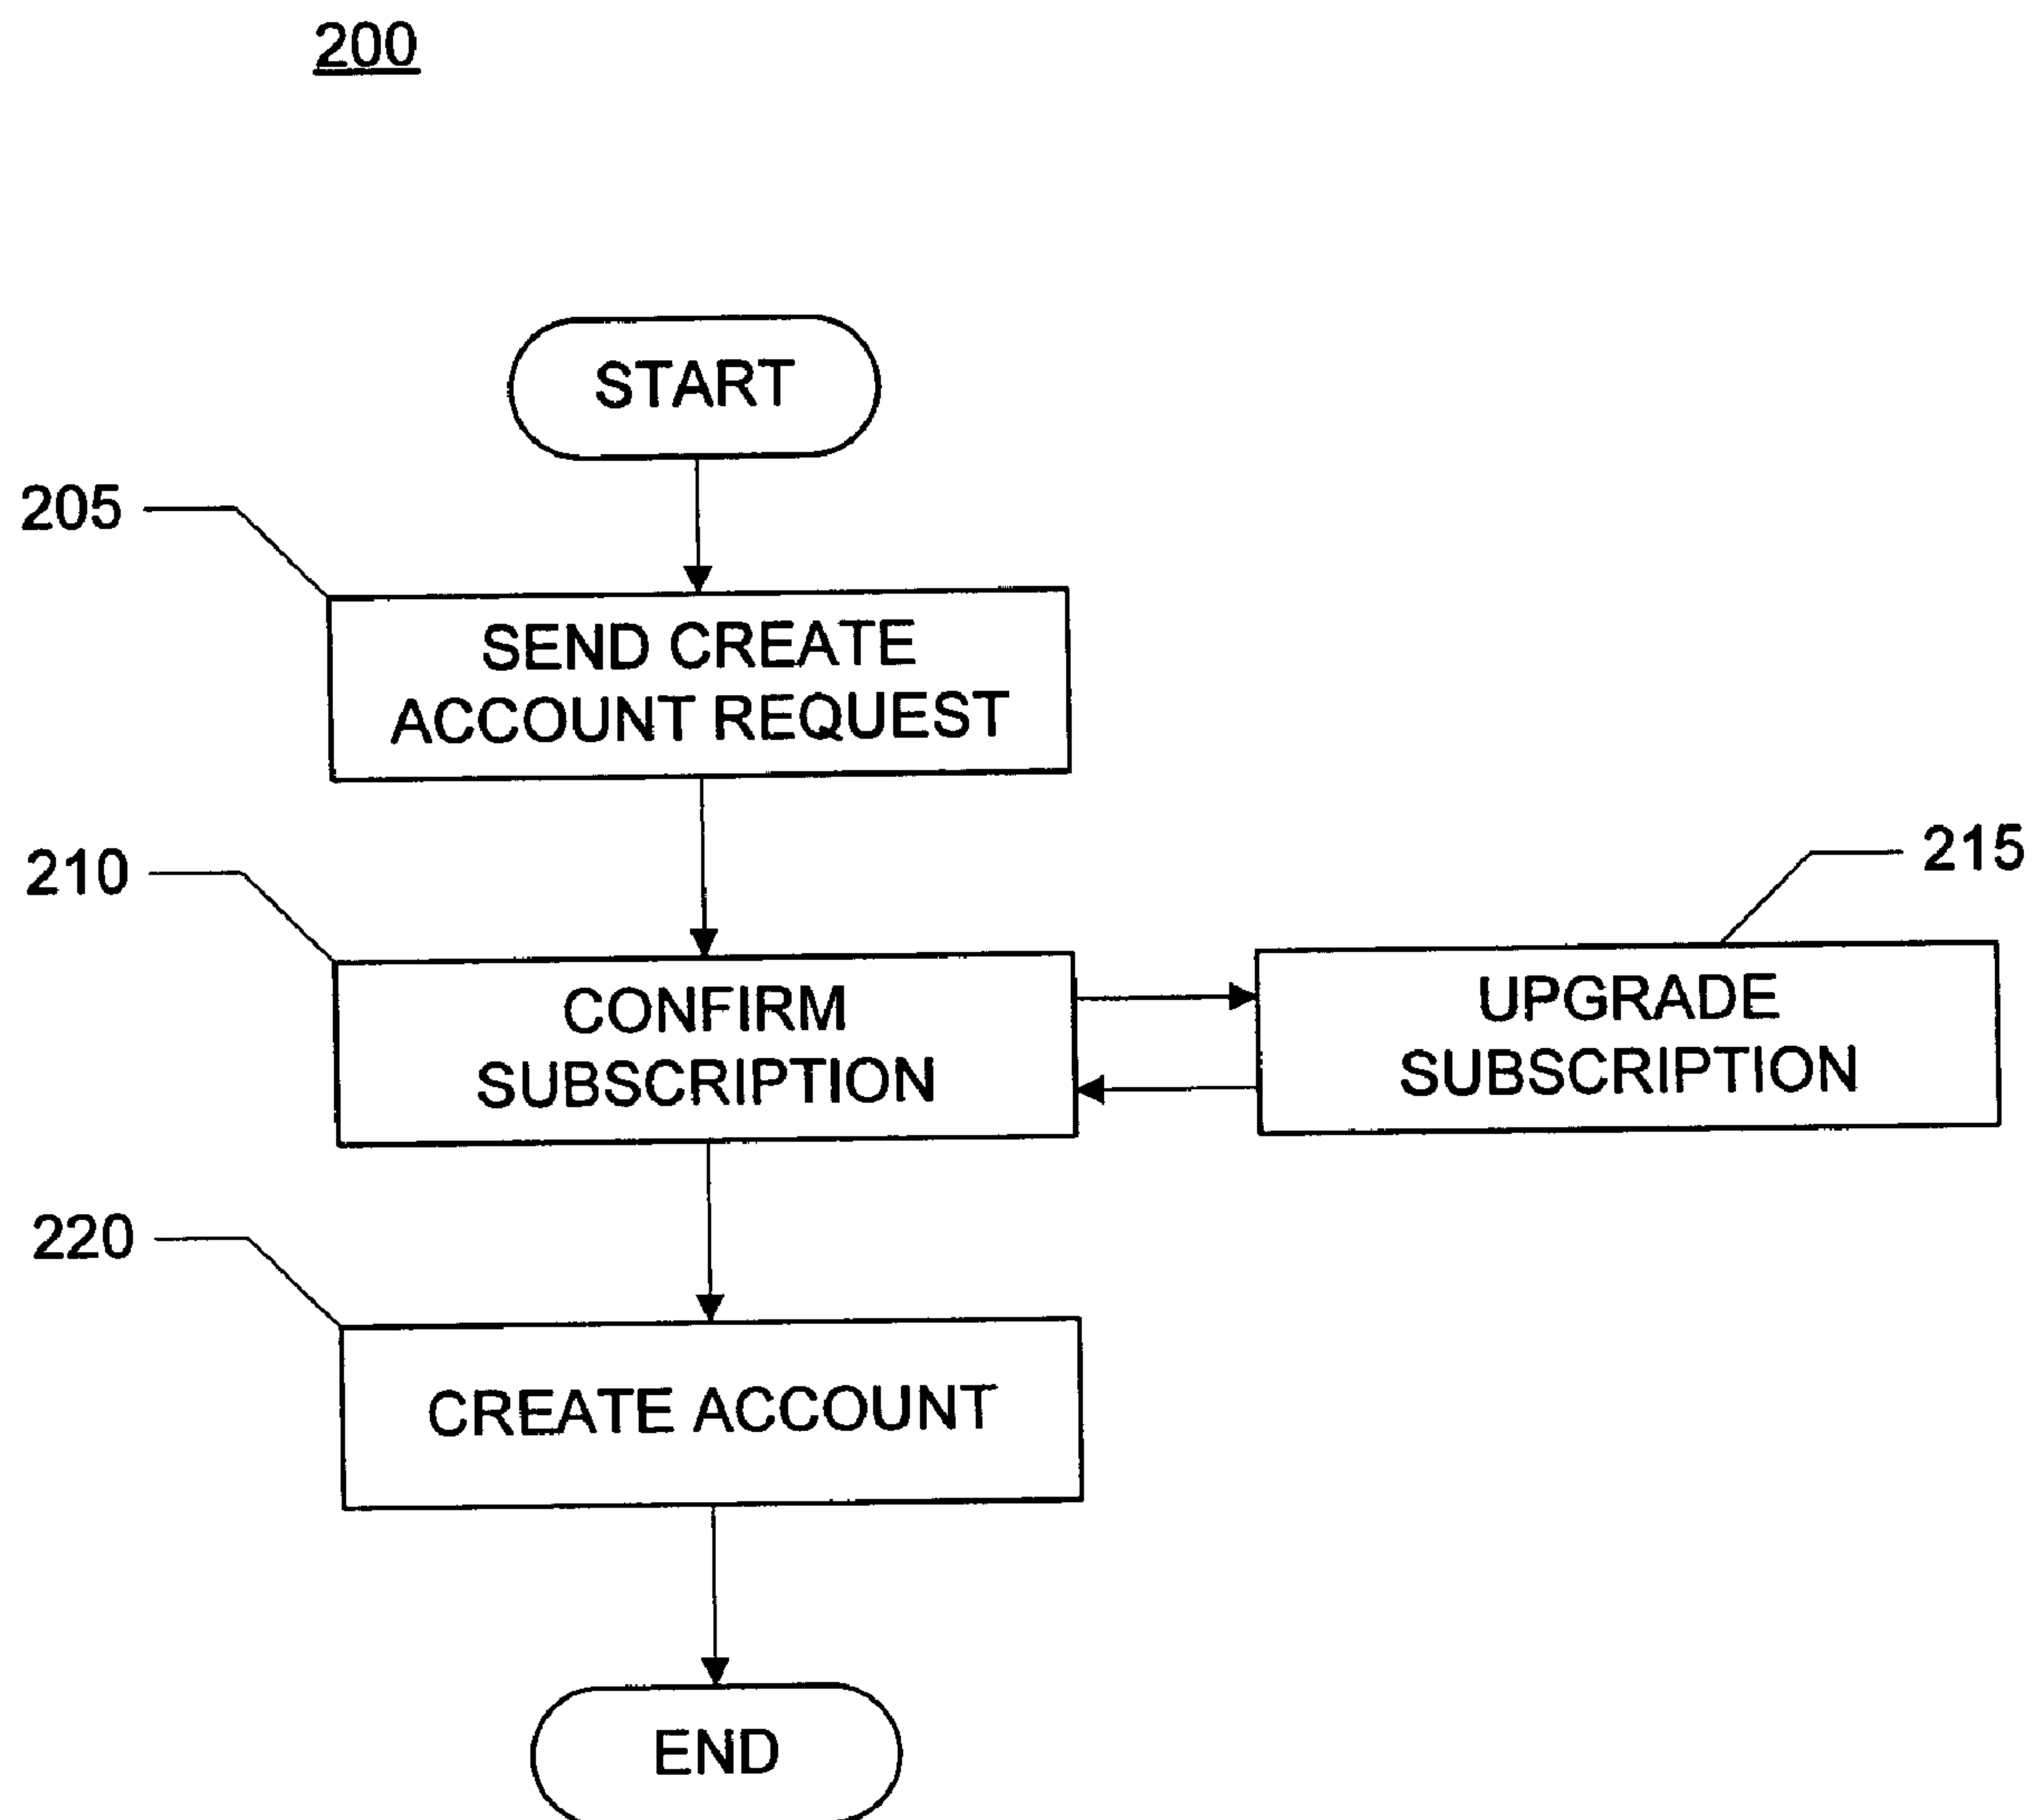 200
START
205
SEND CREATE
ACCOUNT REQUEST
210
CONFIRM
SUBSCRIPTION
215
UPGRADE
SUBSCRIPTION
220
CREATE ACCOUNT
END